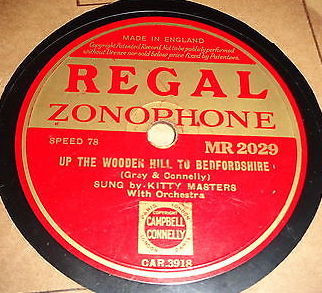 MADE IN ENGLAND
Copyright Patented Record Not to be publicly performed
without licence nor sold below price fixed by Patentees.
REGAL
ZONOPHONE
SPEED 78
MR 2029
UP THE WOODEN HILL TO BEDFORDSHIRE
(Gray & Connelly)
SUNG by KITTY MASTERS
With Orchestra
COPYRIGHT
CAMPBELL
CONNELLY
CAR.3918